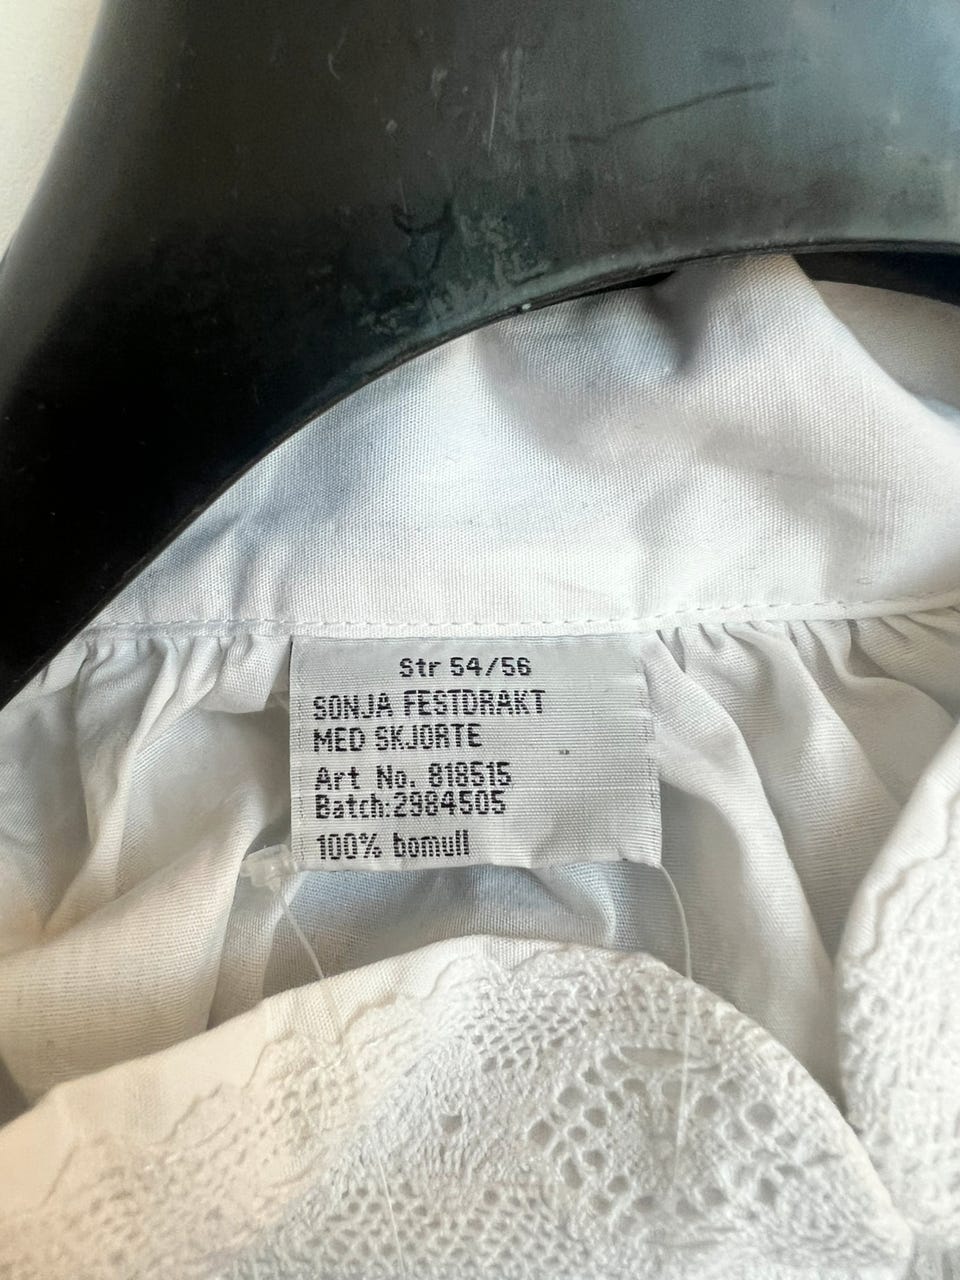 Str 54/56
SONJA FESTDRAKT
MED SKJORTE
Art No. 818515
Batch:2984505
100% bomull